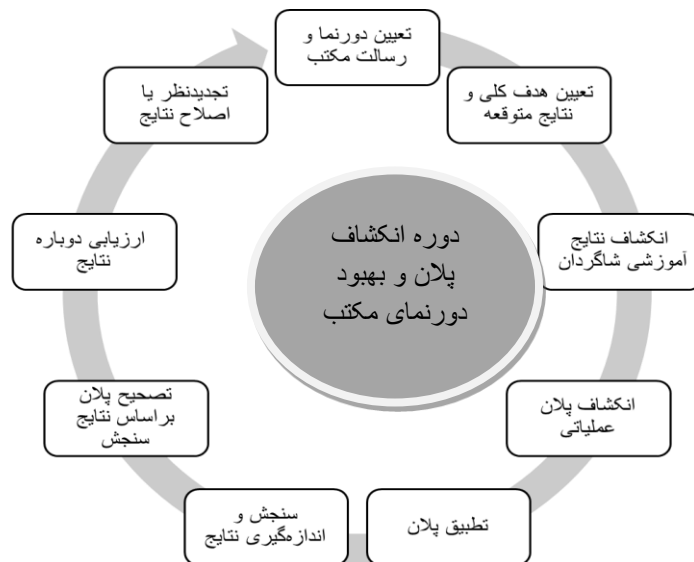 تعیین دورنما و
رسالت مکتب
تعیین هدف کلی و
نتایج متوقعه
انکشاف نتایج
آموزشی شاگردان
انکشاف پلان
عملیاتی
تطبیق پلان
سنجش و
اندازه‌گیری نتایج
تصحیح پلان
براساس نتایج
سنجش
ارزیابی دوباره
نتایج
تجدیدنظر یا
اصلاح نتایج
دوره انکشاف
پلان و بهبود
دورنمای مکتب